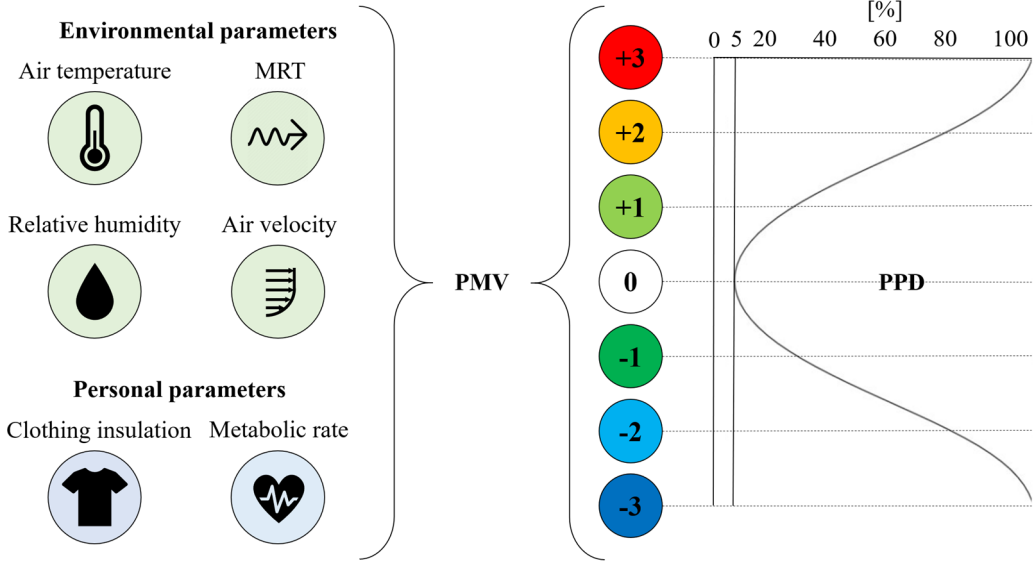 Environmental parameters
Air temperature MRT
Relative humidity Air velocity
Personal parameters
Clothing insulation Metabolic rate
PMV
+3
+2
+1
0
-1
-2
-3
[%]
0 5 20 40 60 80 100
PPD